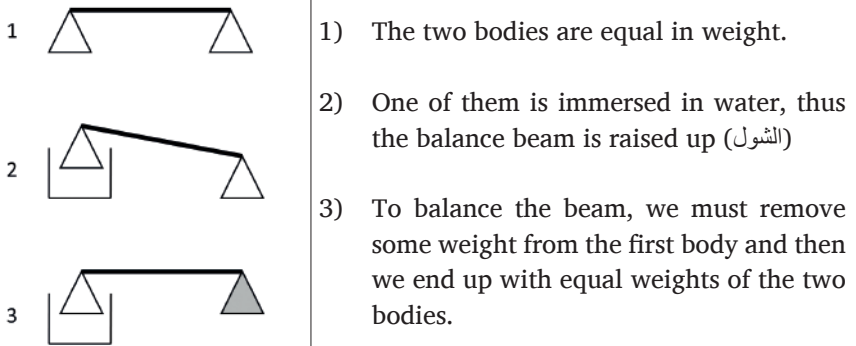 1
1) The two bodies are equal in weight.
2) One of them is immersed in water, thus
the balance beam is raised up (الشول)
2
3) To balance the beam, we must remove
some weight from the first body and then
we end up with equal weights of the two
3
bodies.